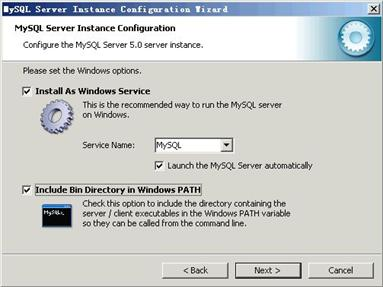 MySQL Server Instance Configuration Wizard
MySQL Server Instance Configuration
Configure the MySQL Server 5.0 server instance.
Please set the Windows options.
Install As Windows Service
This is the recommended way to run the MySQL server
on Windows.
Service Name:
MySQL
Launch the MySQL Server automatically
Include Bin Directory in Windows PATH
MySQL>_
Check this option to include the directory containing the
server / client executables in the Windows PATH variable
so they can be called from the command line.
< Back
Next >
Cancel